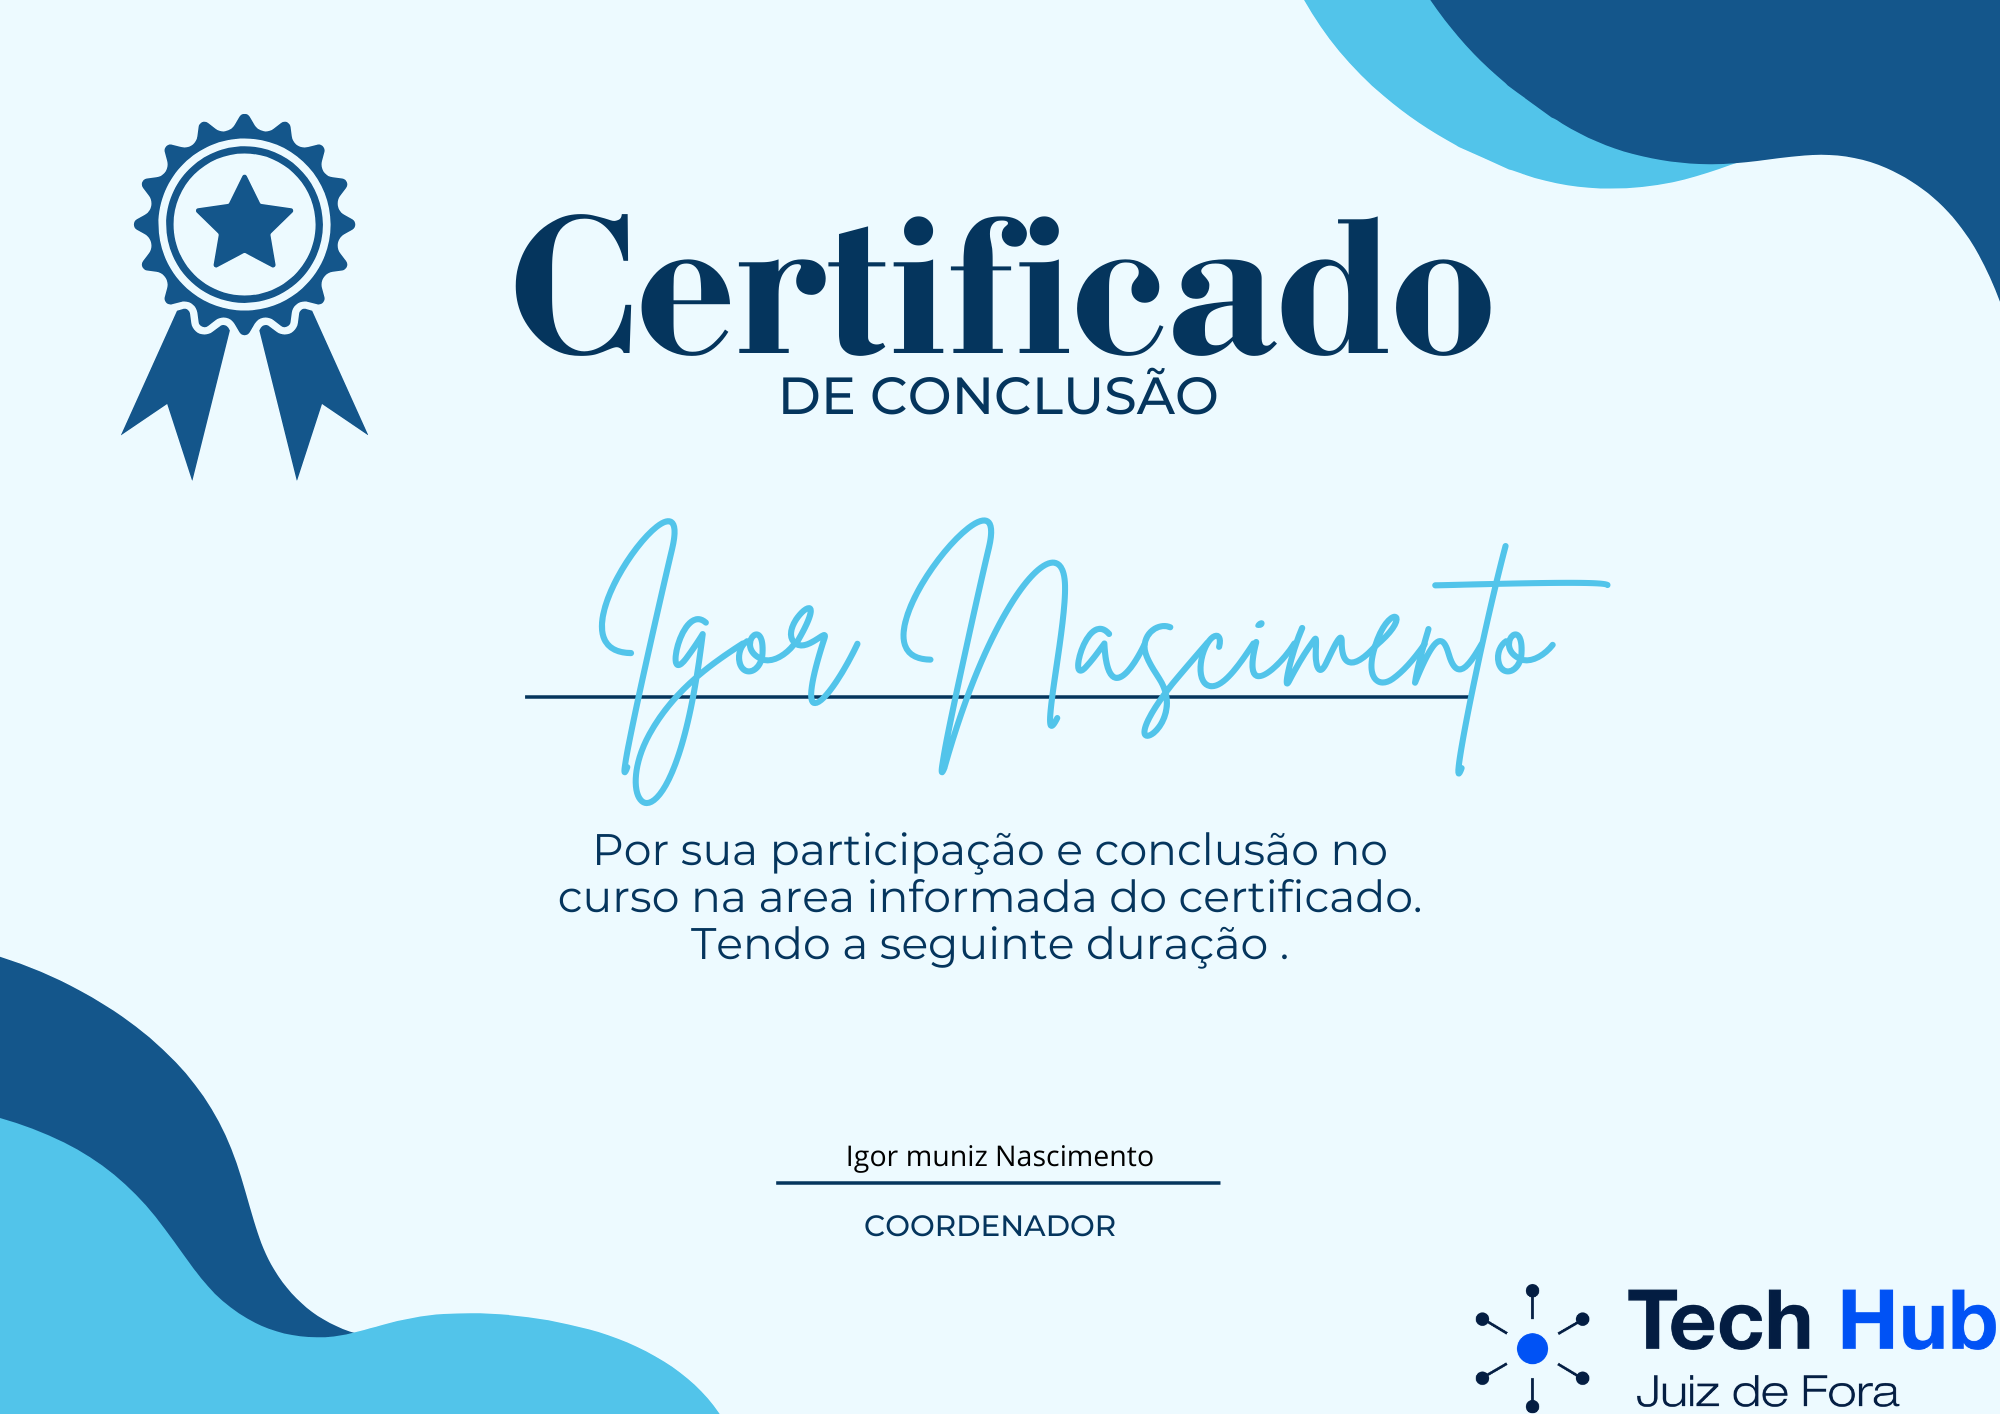 Certificado
DE CONCLUSÃO
Igor Nascimento
Por sua participação e conclusão no
curso na area informada do certificado.
Tendo a seguinte duração .
Igor muniz Nascimento
COORDENADOR
Tech Hub
Juiz de Fora